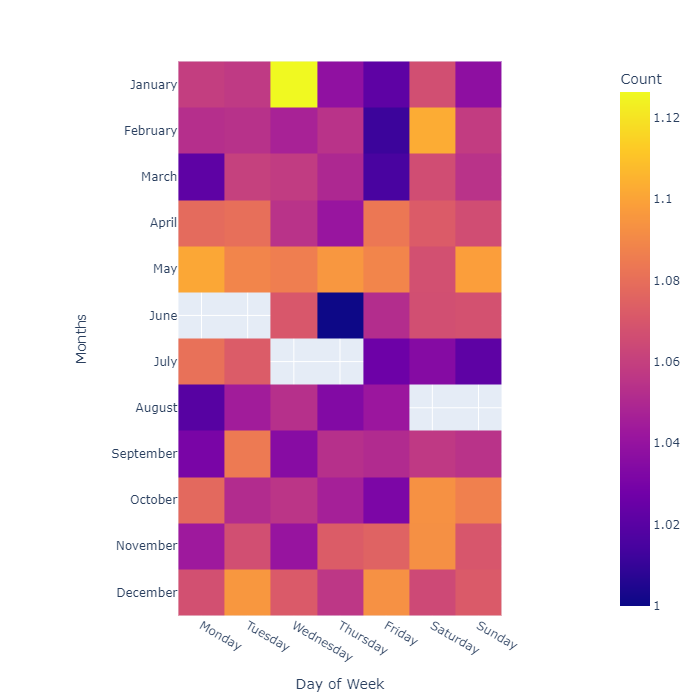 Count
January
February
March
April
May
June
July
August
September
October
November
December
Months
Monday
Tuesday
Wednesday
Thursday
Friday
Saturday
Sunday
Day of Week
1.12
1.1
1.08
1.06
1.04
1.02
1